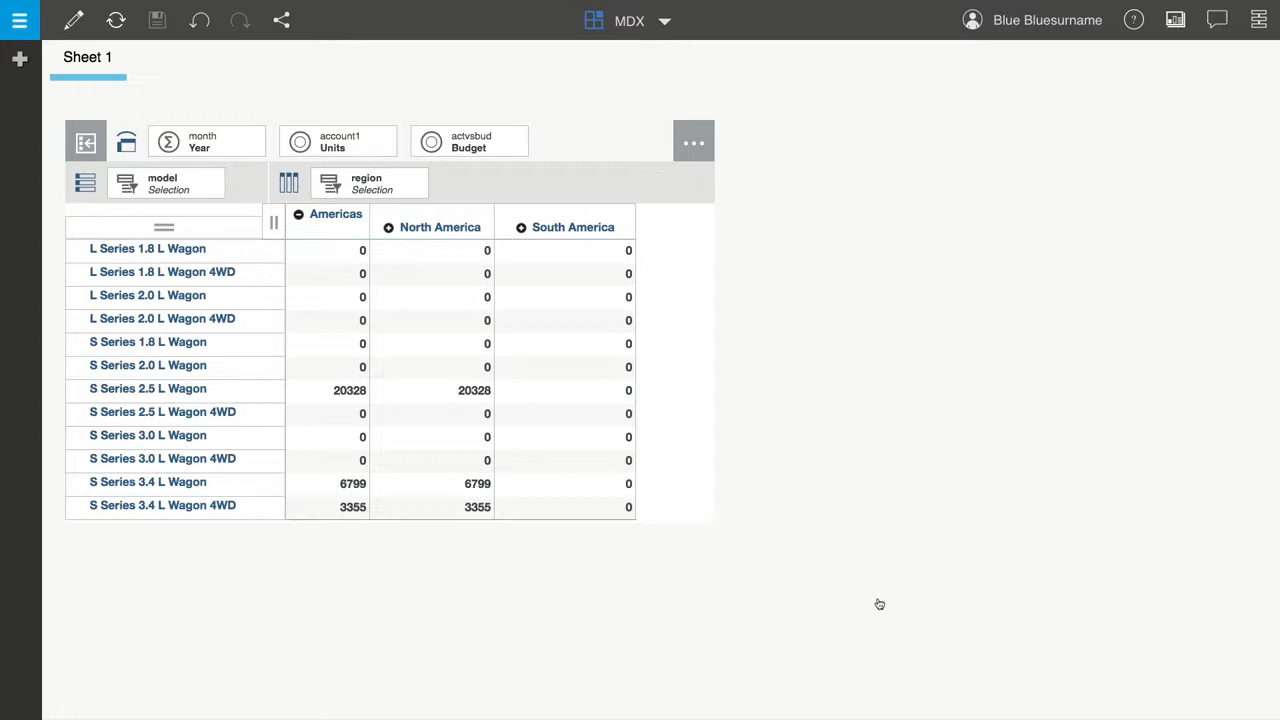 MDX
Blue Bluesurname
Sheet 1
month
Year
account1
Units
actvsbud
Budget
model
Selection
region
Selection
Americas North America South America
L Series 1.8 L Wagon 0 0 0
L Series 1.8 L Wagon 4WD 0 0 0
L Series 2.0 L Wagon 0 0 0
L Series 2.0 L Wagon 4WD 0 0 0
S Series 1.8 L Wagon 0 0 0
S Series 2.0 L Wagon 0 0 0
S Series 2.5 L Wagon 20328 20328 0
S Series 2.5 L Wagon 4WD 0 0 0
S Series 3.0 L Wagon 0 0 0
S Series 3.0 L Wagon 4WD 0 0 0
S Series 3.4 L Wagon 6799 6799 0
S Series 3.4 L Wagon 4WD 3355 3355 0